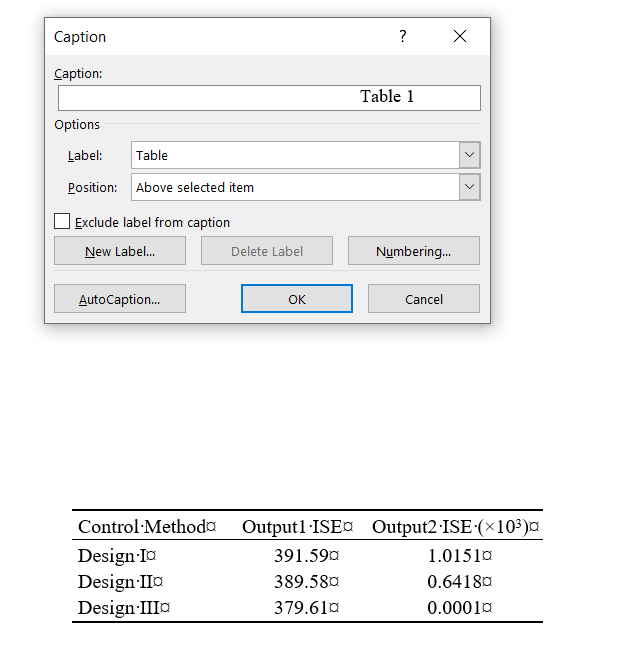 Caption ? ×
Caption:
Table 1
Options
Label: Table
Position: Above selected item
Exclude label from caption
New Label... Delete Label Numbering...
AutoCaption... OK Cancel
Control·Method¤ Output1·ISE¤ Output2·ISE·(×10³)¤
Design·I¤ 391.59¤ 1.0151¤
Design·II¤ 389.58¤ 0.6418¤
Design·III¤ 379.61¤ 0.0001¤